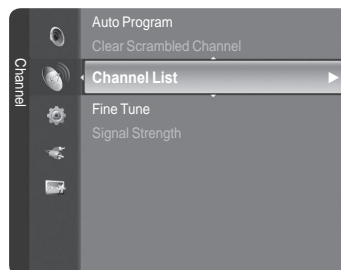 Channel
Auto Program
Clear Scrambled Channel
Channel List
Fine Tune
Signal Strength